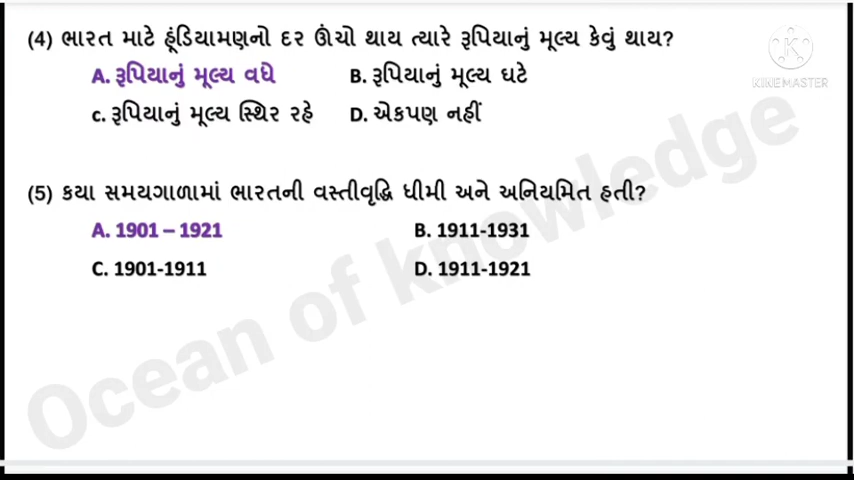 (4) ભારત માટે હૂંડિયામણનો દર ઊંચો થાય ત્યારે રૂપિયાનું મૂલ્ય કેવું થાય?
A. રૂપિયાનું મૂલ્ય વધે B. રૂપિયાનું મૂલ્ય ઘટે
c. રૂપિયાનું મૂલ્ય સ્થિર રહે D. એકપણ નહીં
(5) કયા સમયગાળામાં ભારતની વસ્તીવૃદ્ધિ ધીમી અને અનિયમિત હતી?
A. 1901 – 1921 B. 1911-1931
C. 1901-1911 D. 1911-1921
Ocean of knowledge
KINEMASTER